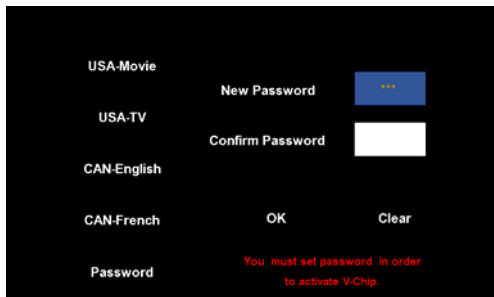 USA-Movie
New Password
***
USA-TV
Confirm Password
CAN-English
CAN-French
OK
Clear
Password
You must set password in order
to activate V-Chip.